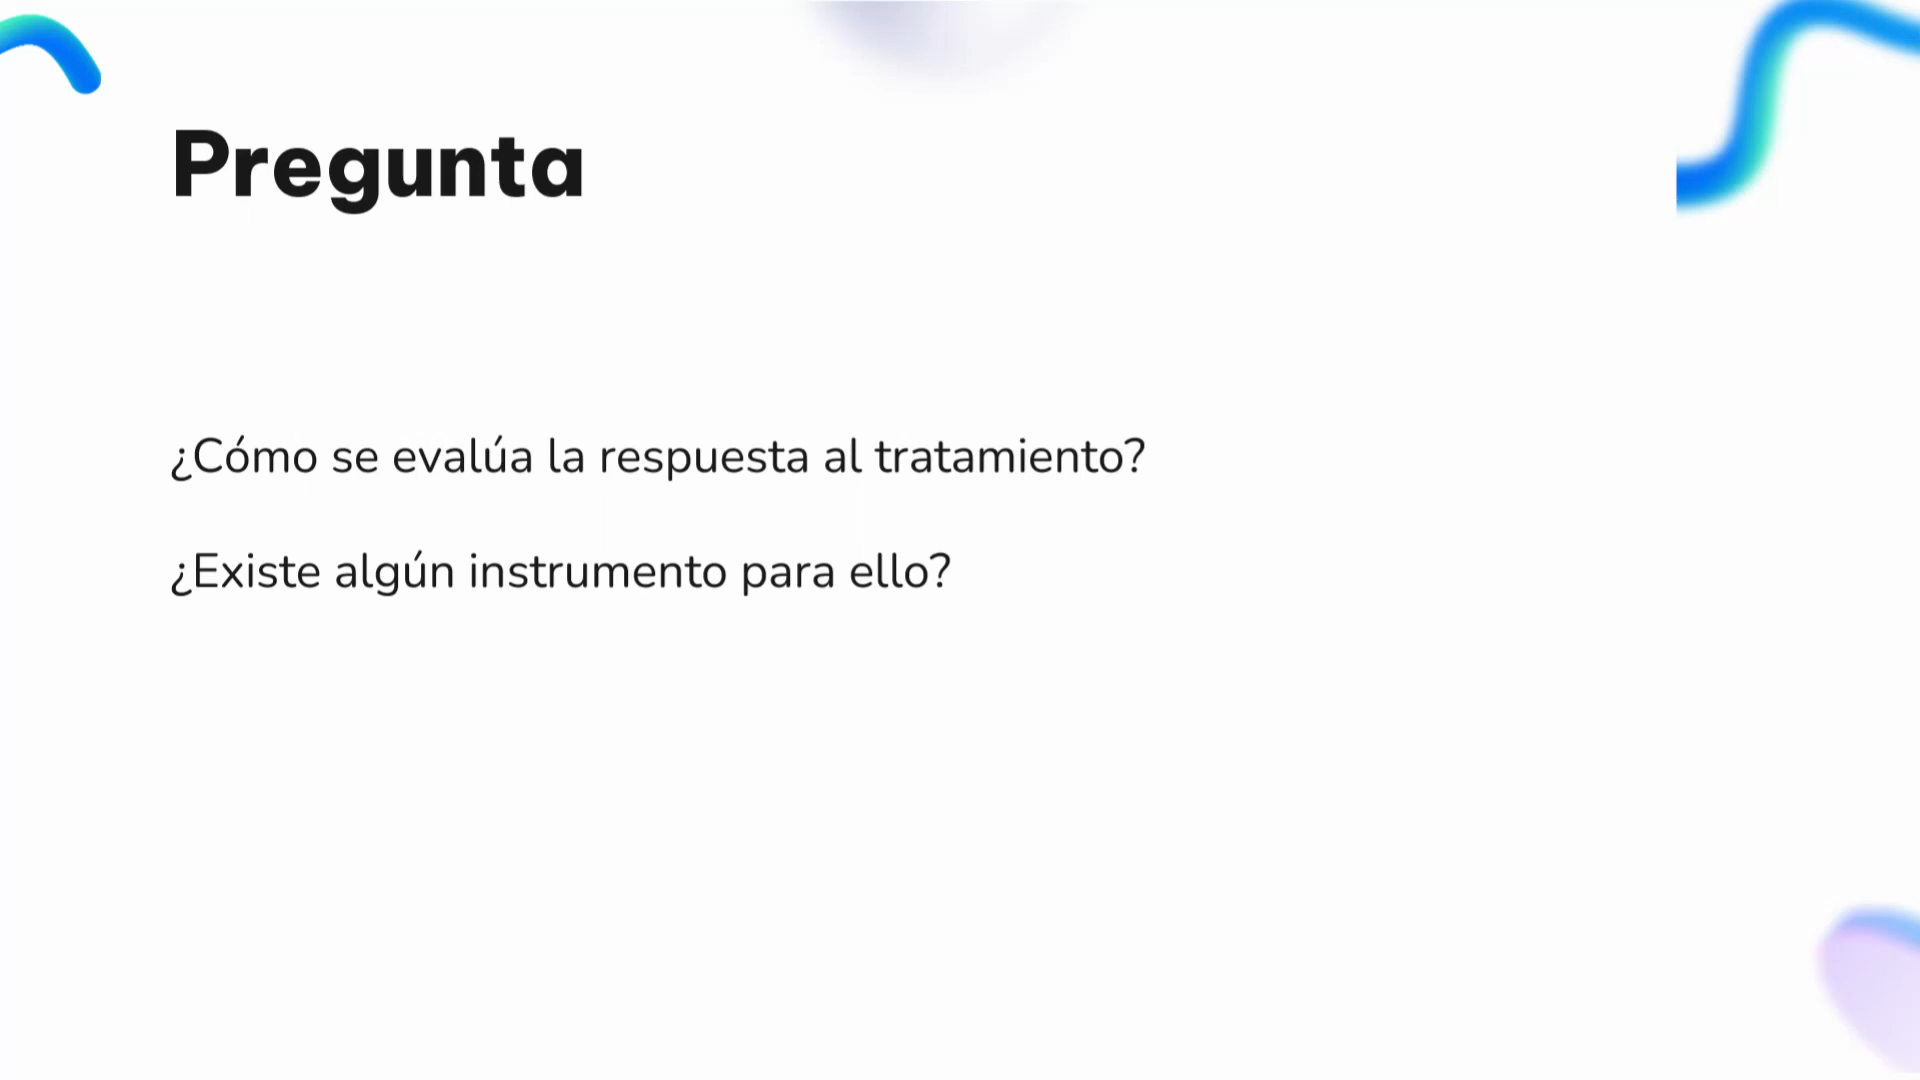 Pregunta
¿Cómo se evalúa la respuesta al tratamiento?
¿Existe algún instrumento para ello?